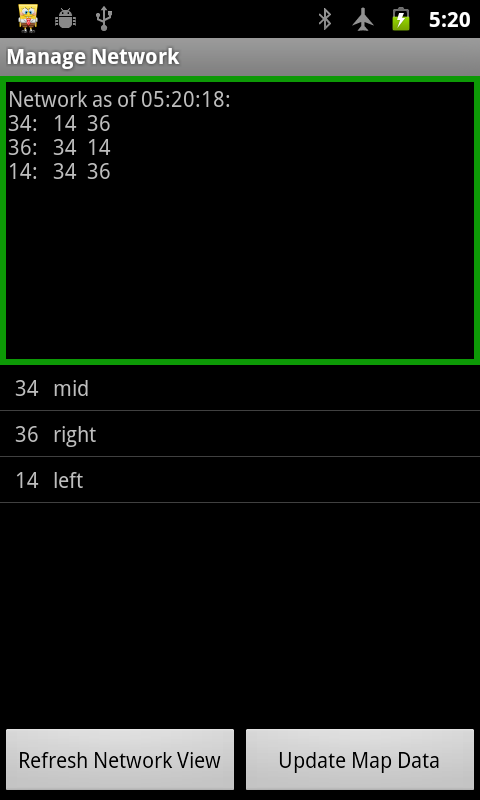 5:20
Manage Network
Network as of 05:20:18:
34: 14 36
36: 34 14
14: 34 36
34 mid
36 right
14 left
Refresh Network View Update Map Data